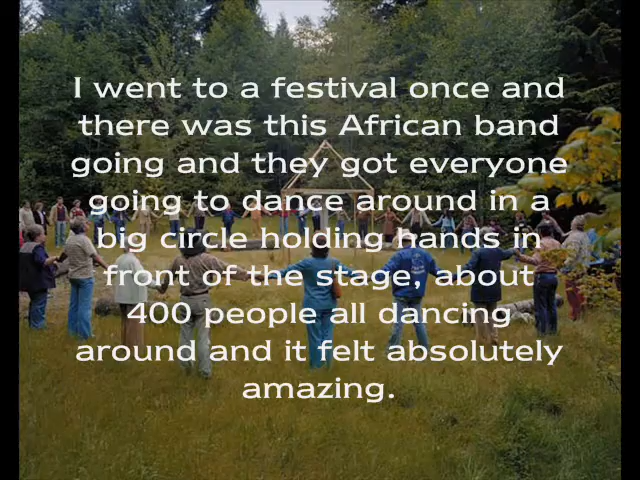 I went to a festival once and
there was this African band
going and they got everyone
going to dance around in a
big circle holding hands in
front of the stage, about
400 people all dancing
around and it felt absolutely
amazing.